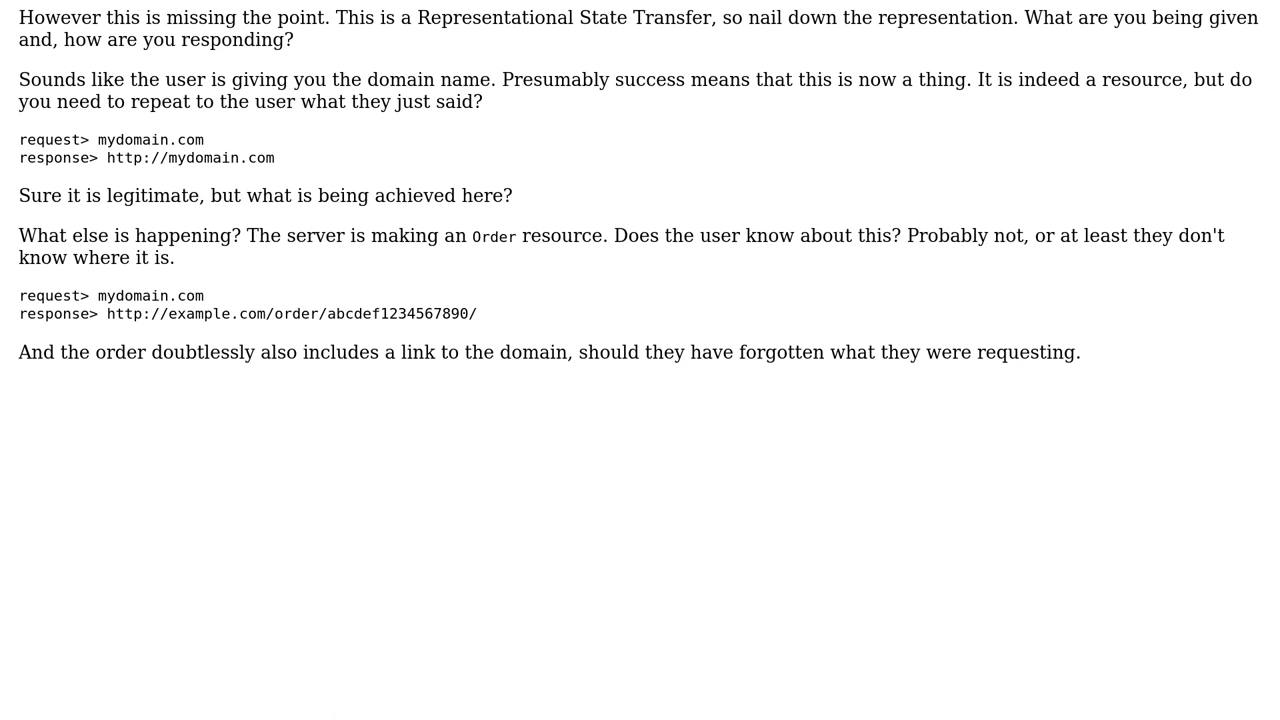 However this is missing the point. This is a Representational State Transfer, so nail down the representation. What are you being given
and, how are you responding?
Sounds like the user is giving you the domain name. Presumably success means that this is now a thing. It is indeed a resource, but do
you need to repeat to the user what they just said?
request> mydomain.com
response> http://mydomain.com
Sure it is legitimate, but what is being achieved here?
What else is happening? The server is making an Order resource. Does the user know about this? Probably not, or at least they don't
know where it is.
request> mydomain.com
response> http://example.com/order/abcdef1234567890/
And the order doubtlessly also includes a link to the domain, should they have forgotten what they were requesting.